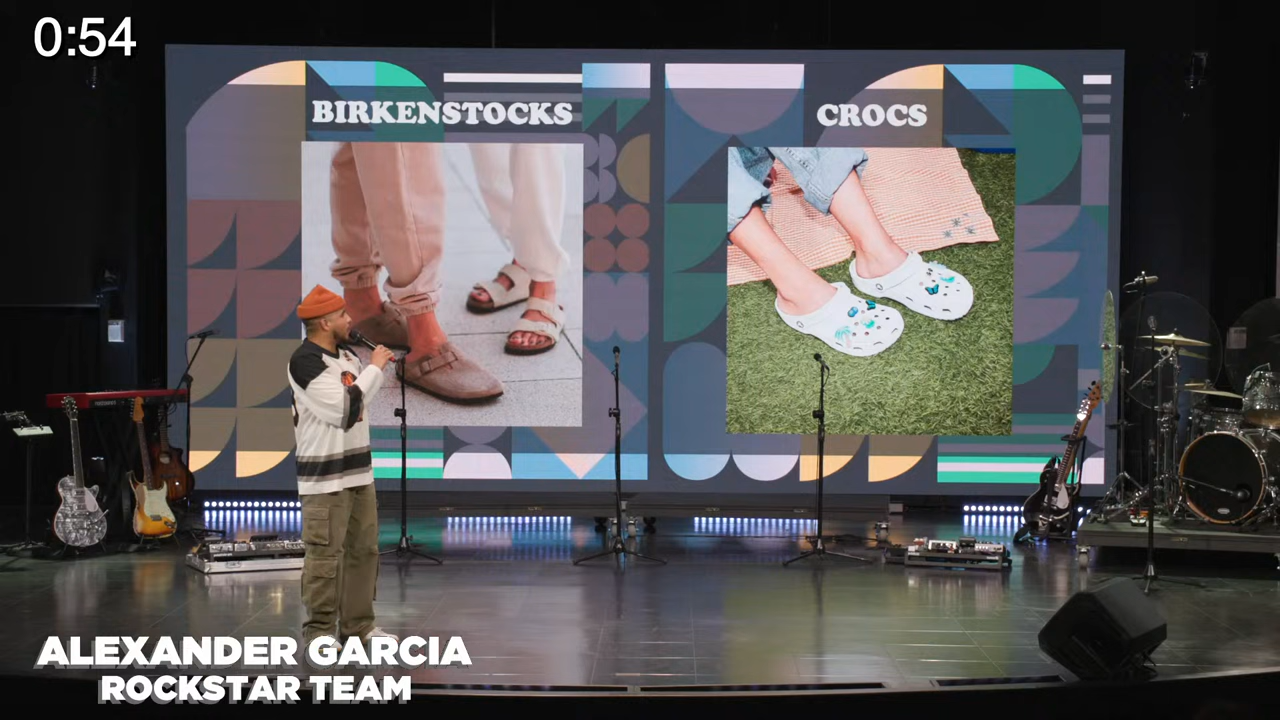 0:54
BIRKENSTOCKS
CROCS
ALEXANDER GARCIA
ROCKSTAR TEAM